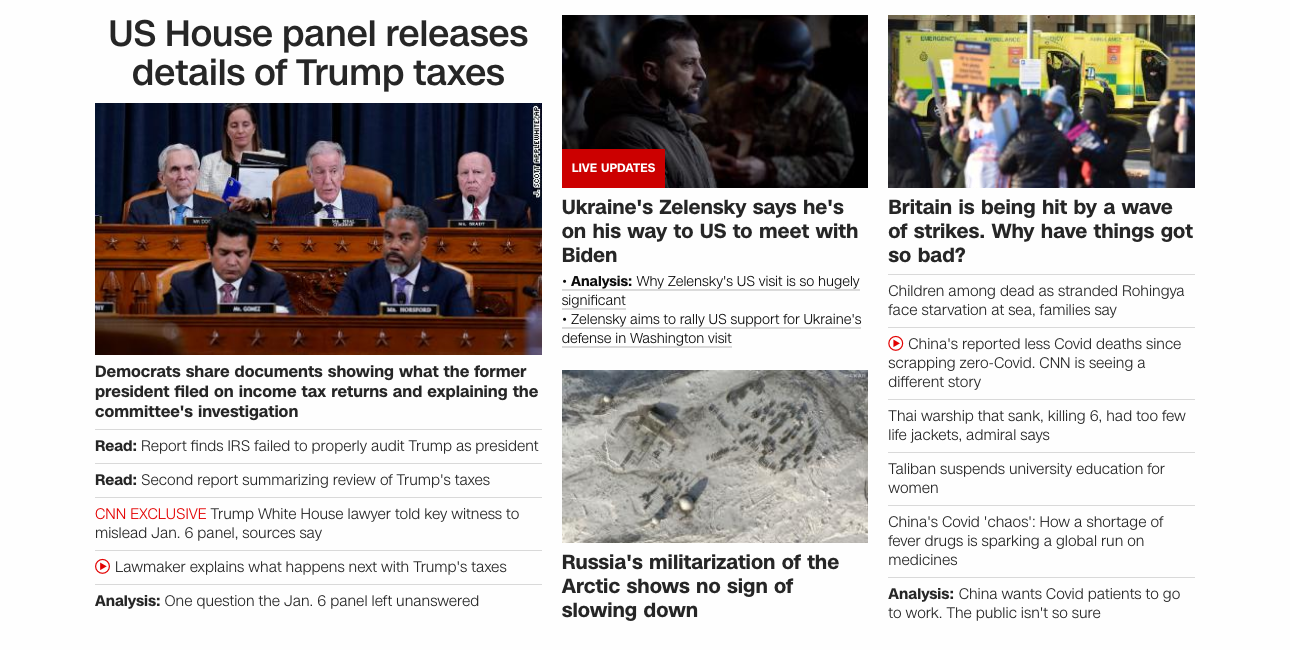 US House panel releases
details of Trump taxes
J. SCOTT APPLEWHITE/AP
MR. GOMEZ
Mr. HORSFORD
Democrats share documents showing what the former
president filed on income tax returns and explaining the
committee's investigation
Read: Report finds IRS failed to properly audit Trump as president
Read: Second report summarizing review of Trump's taxes
CNN EXCLUSIVE Trump White House lawyer told key witness to
mislead Jan. 6 panel, sources say
Lawmaker explains what happens next with Trump's taxes
Analysis: One question the Jan. 6 panel left unanswered
LIVE UPDATES
Ukraine's Zelensky says he's
on his way to US to meet with
Biden
• Analysis: Why Zelensky's US visit is so hugely
significant
• Zelensky aims to rally US support for Ukraine's
defense in Washington visit
Russia's militarization of the
Arctic shows no sign of
slowing down
EMERGENCY AMBULANCE
Britain is being hit by a wave
of strikes. Why have things got
so bad?
Children among dead as stranded Rohingya
face starvation at sea, families say
China's reported less Covid deaths since
scrapping zero-Covid. CNN is seeing a
different story
Thai warship that sank, killing 6, had too few
life jackets, admiral says
Taliban suspends university education for
women
China's Covid 'chaos': How a shortage of
fever drugs is sparking a global run on
medicines
Analysis: China wants Covid patients to go
to work. The public isn't so sure